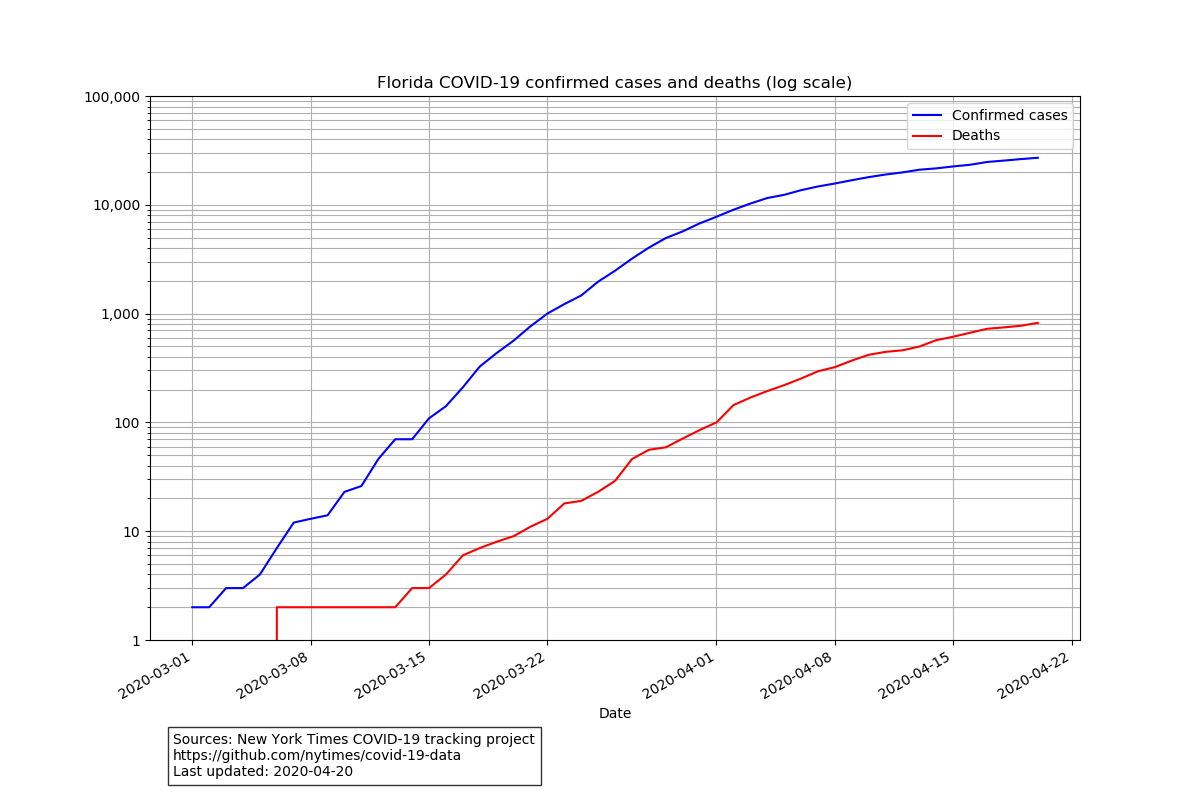 Florida COVID-19 confirmed cases and deaths (log scale)
100,000
10,000
1,000
100
10
1
Confirmed cases
Deaths
2020-03-01
2020-03-08
2020-03-15
2020-03-22
2020-04-01
2020-04-08
2020-04-15
2020-04-22
Date
Sources: New York Times COVID-19 tracking project
https://github.com/nytimes/covid-19-data
Last updated: 2020-04-20